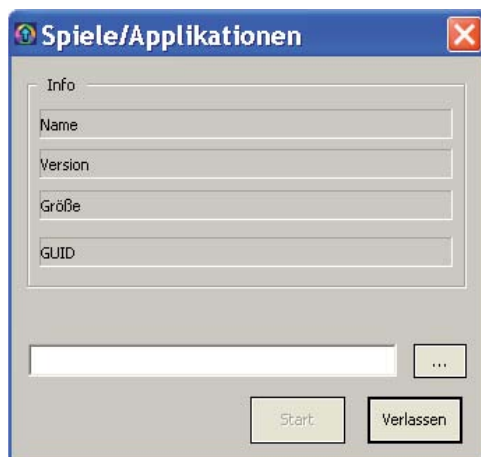 Spiele/Applikationen
Info
Name
Version
Größe
GUID
...
Start
Verlassen